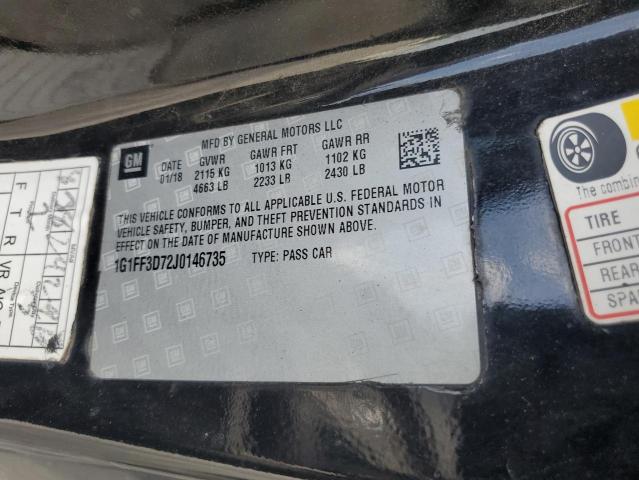 GM
MFD BY GENERAL MOTORS LLC
DATE GVWR GAWR FRT GAWR RR
01/18 2115 KG 1013 KG 1102 KG
4663 LB 2233 LB 2430 LB
THIS VEHICLE CONFORMS TO ALL APPLICABLE U.S. FEDERAL MOTOR
VEHICLE SAFETY, BUMPER, AND THEFT PREVENTION STANDARDS IN
EFFECT ON THE DATE OF MANUFACTURE SHOWN ABOVE.
1G1FF3D72J0146735 TYPE: PASS CAR
The combin
TIRE
FRONT
REAR
SPA
F T R VR